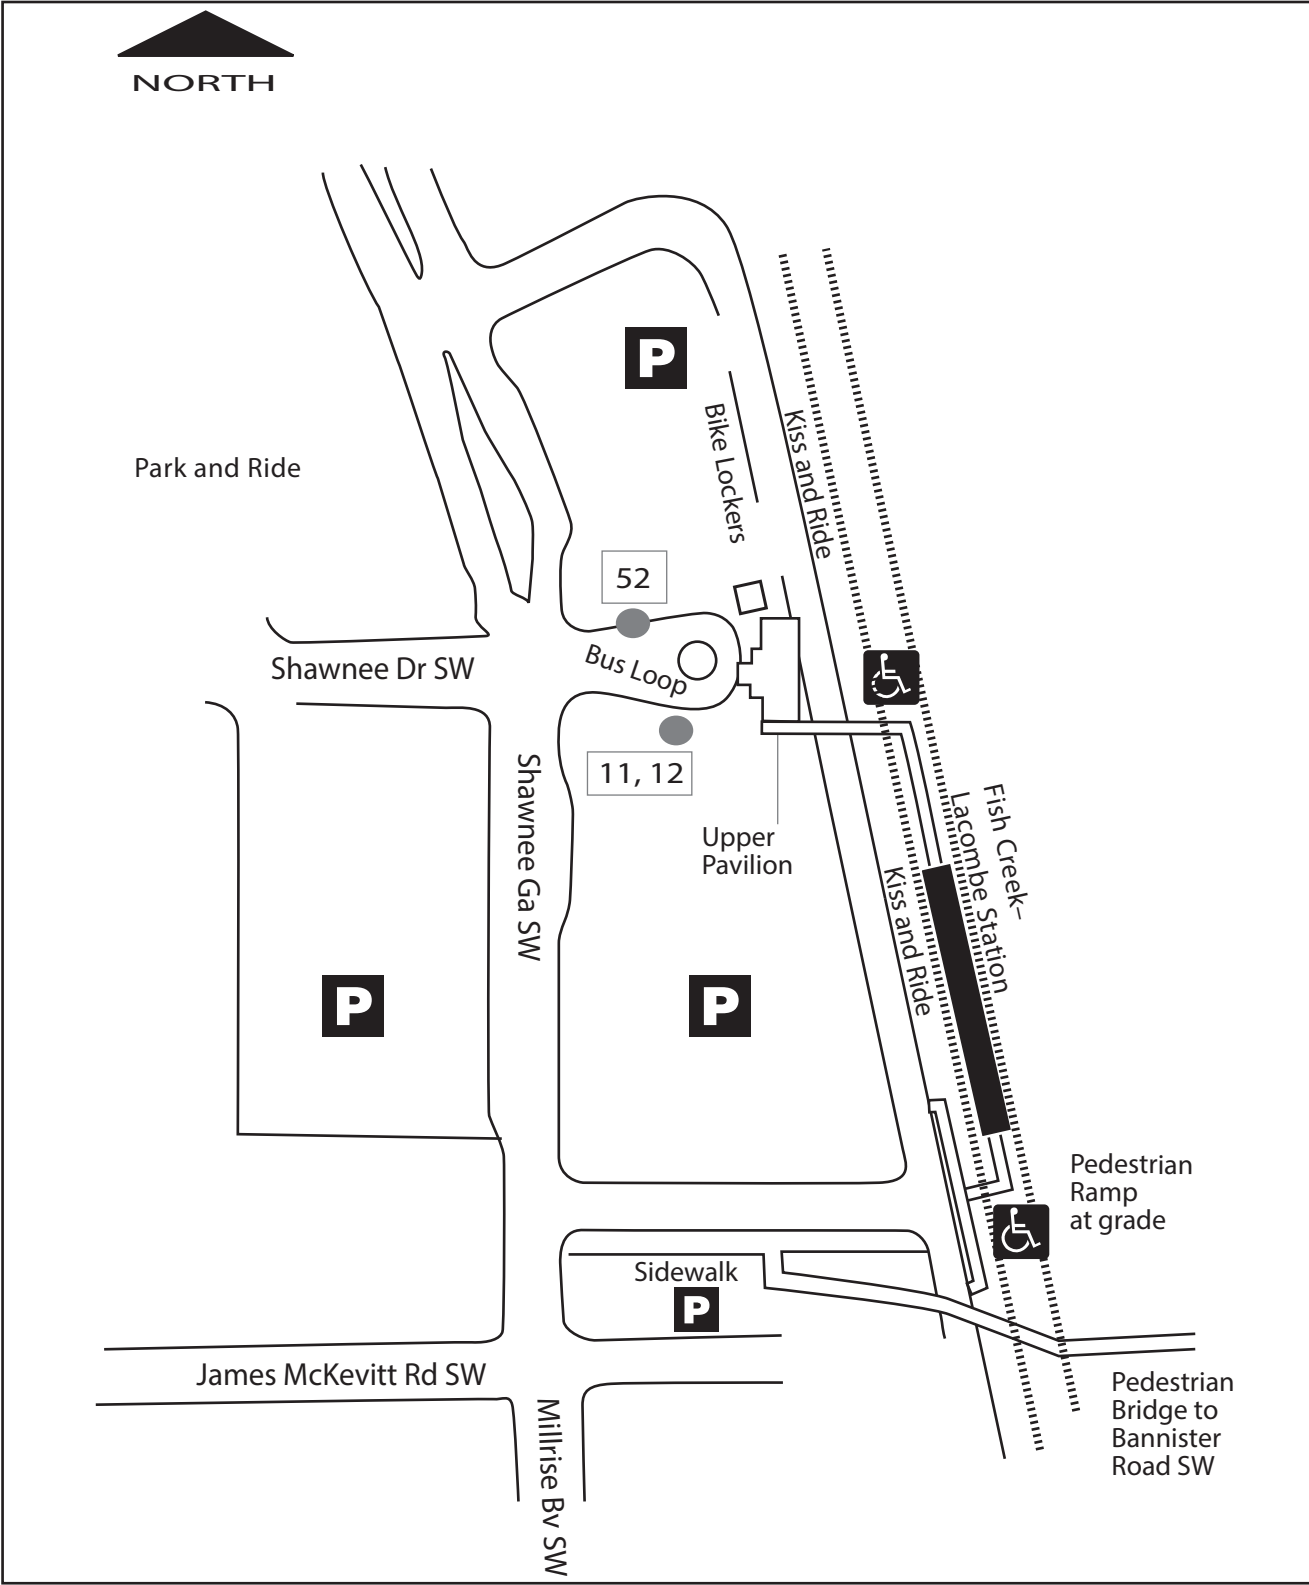 NORTH
P
Bike Lockers
Kiss and Ride
Park and Ride
52
Shawnee Dr SW
Bus Loop
11, 12
Shawnee Ga SW
Upper
Pavilion
Fish Creek–
Lacombe Station
Kiss and Ride
P
P
Pedestrian
Ramp
at grade
Sidewalk
P
James McKevitt Rd SW
Millrise Bv SW
Pedestrian
Bridge to
Bannister
Road SW